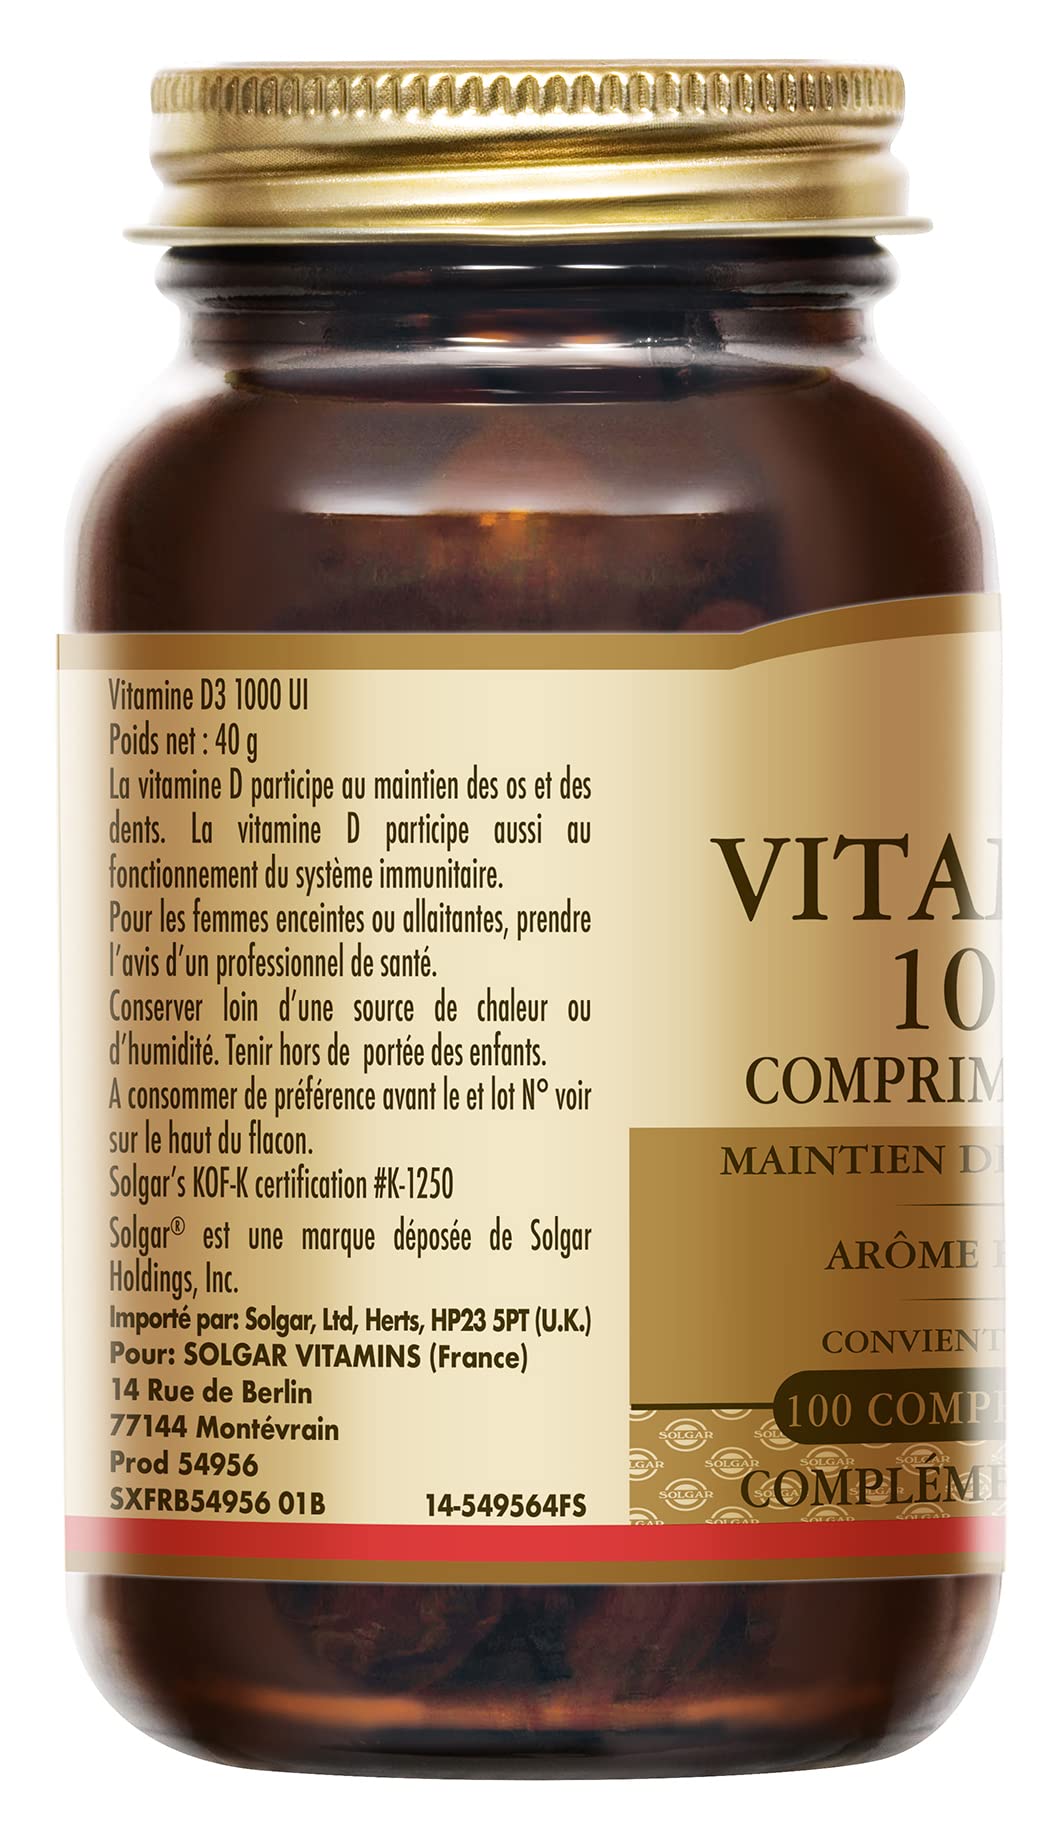 Vitamine D3 1000 UI
Poids net : 40 g
La vitamine D participe au maintien des os et des
dents. La vitamine D participe aussi au
fonctionnement du système immunitaire.
Pour les femmes enceintes ou allaitantes, prendre
l'avis d'un professionnel de santé.
Conserver loin d'une source de chaleur ou
d'humidité. Tenir hors de portée des enfants.
A consommer de préférence avant le et lot N° voir
sur le haut du flacon.
Solgar's KOF-K certification #K-1250
Solgar® est une marque déposée de Solgar
Holdings, Inc.
Importé par: Solgar, Ltd, Herts, HP23 5PT (U.K.)
Pour: SOLGAR VITAMINS (France)
14 Rue de Berlin
77144 Montévrain
Prod 54956
SXFRB54956 01B 14-549564FS
VITA
10
COMPRIM
MAINTIEN D
ARÔME
CONVIENT
100 COMP
COMPLÉME
SOLGAR